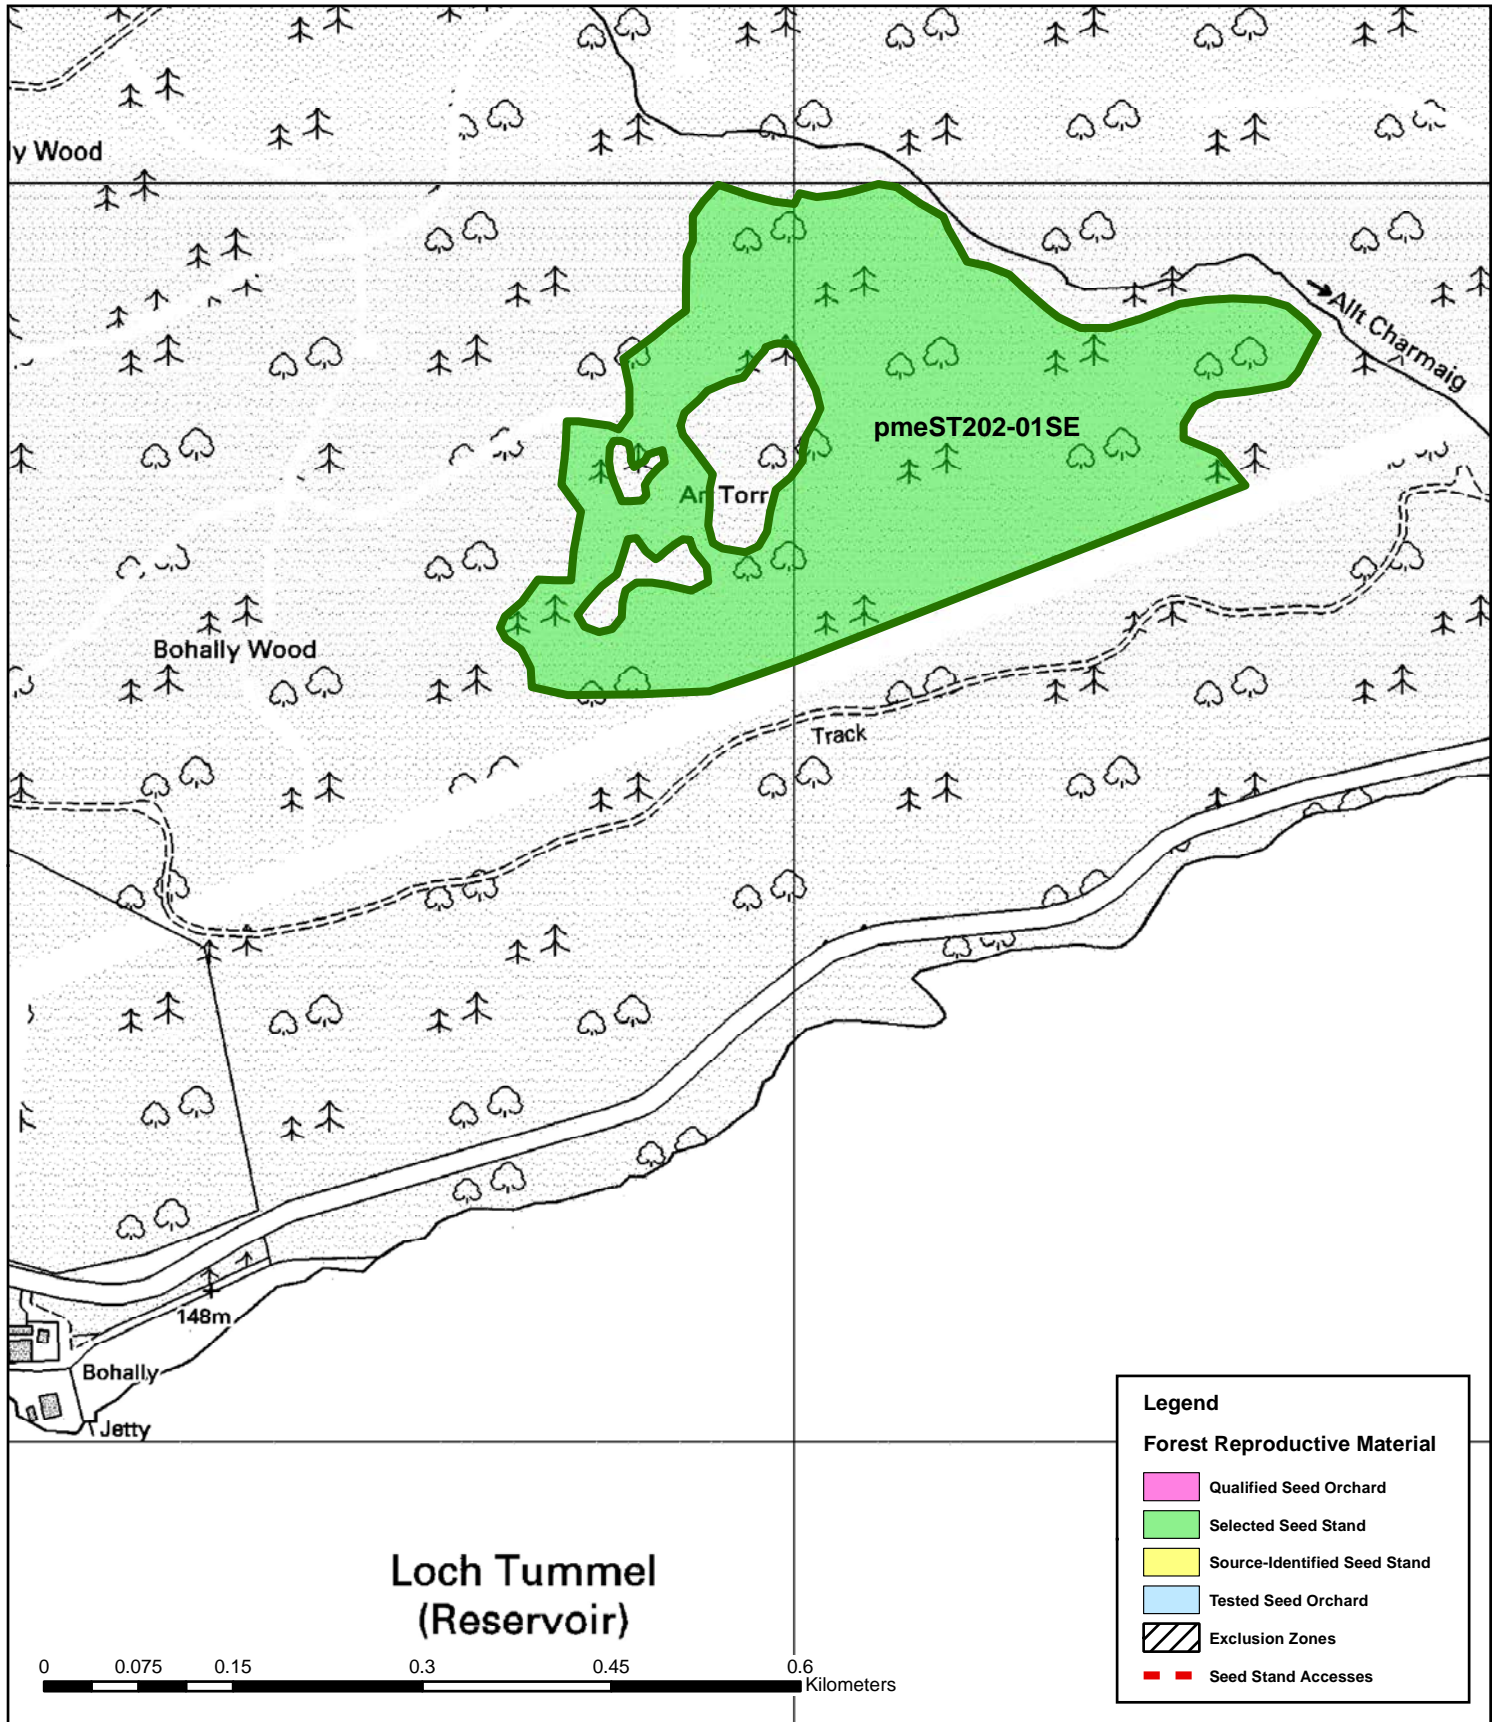 ly Wood
Allt Charmaig
pmeST202-01SE
An Torr
Bohally Wood
Track
148m
Bohally
Jetty
Loch Tummel
(Reservoir)
0 0.075 0.15 0.3 0.45 0.6
Kilometers
Legend
Forest Reproductive Material
Qualified Seed Orchard
Selected Seed Stand
Source-Identified Seed Stand
Tested Seed Orchard
Exclusion Zones
Seed Stand Accesses